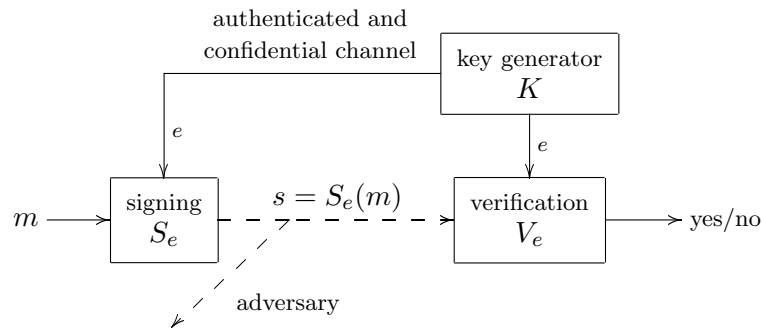 authenticated and
confidential channel
key generator
K
e
e
signing
S_e
s = S_e(m)
verification
V_e
m
yes/no
adversary